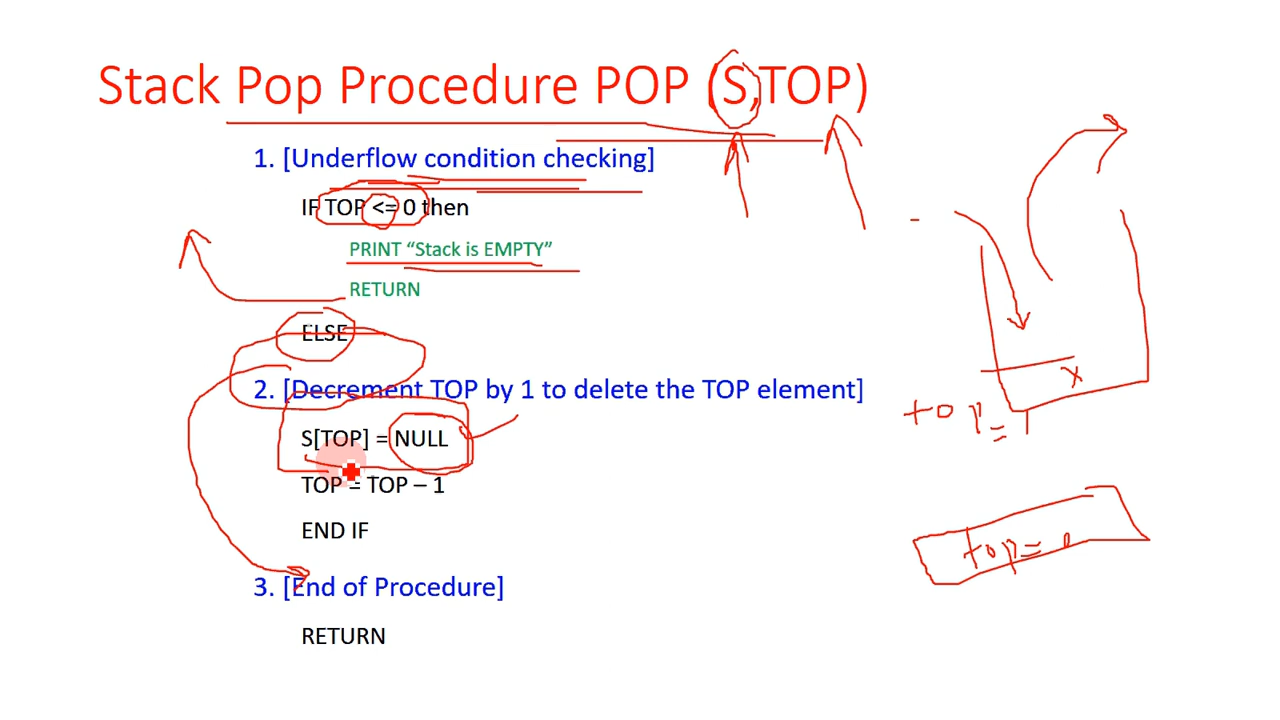 Stack Pop Procedure POP (S,TOP)
1. [Underflow condition checking]
IF TOP <= 0 then
PRINT “Stack is EMPTY”
RETURN
ELSE
2. [Decrement TOP by 1 to delete the TOP element]
S[TOP] = NULL
TOP = TOP – 1
END IF
3. [End of Procedure]
RETURN
x
top = 1
top = 0